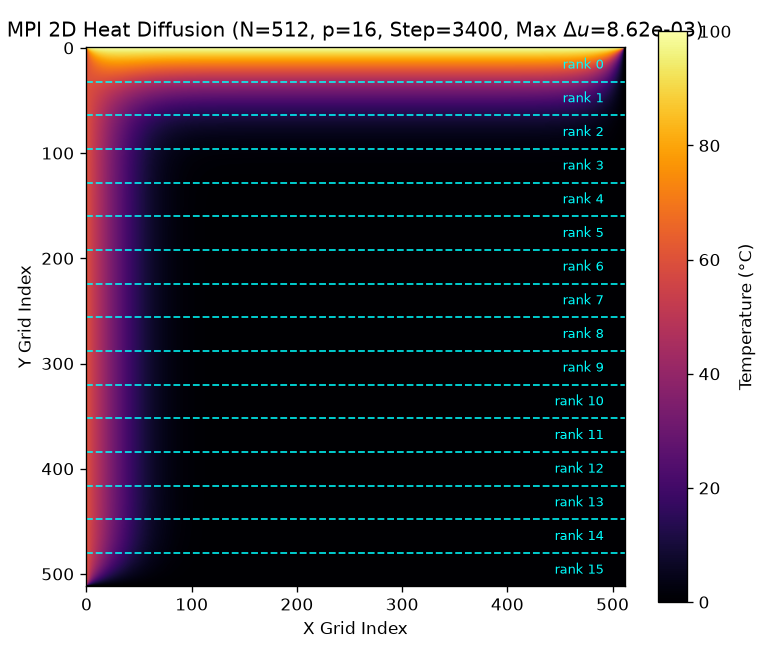 MPI 2D Heat Diffusion (N=512, p=16, Step=3400, Max Δu=8.62e-03)
0
100
200
300
400
500
Y Grid Index
rank 0
rank 1
rank 2
rank 3
rank 4
rank 5
rank 6
rank 7
rank 8
rank 9
rank 10
rank 11
rank 12
rank 13
rank 14
rank 15
0 100 200 300 400 500
X Grid Index
100
80
60
40
20
0
Temperature (°C)